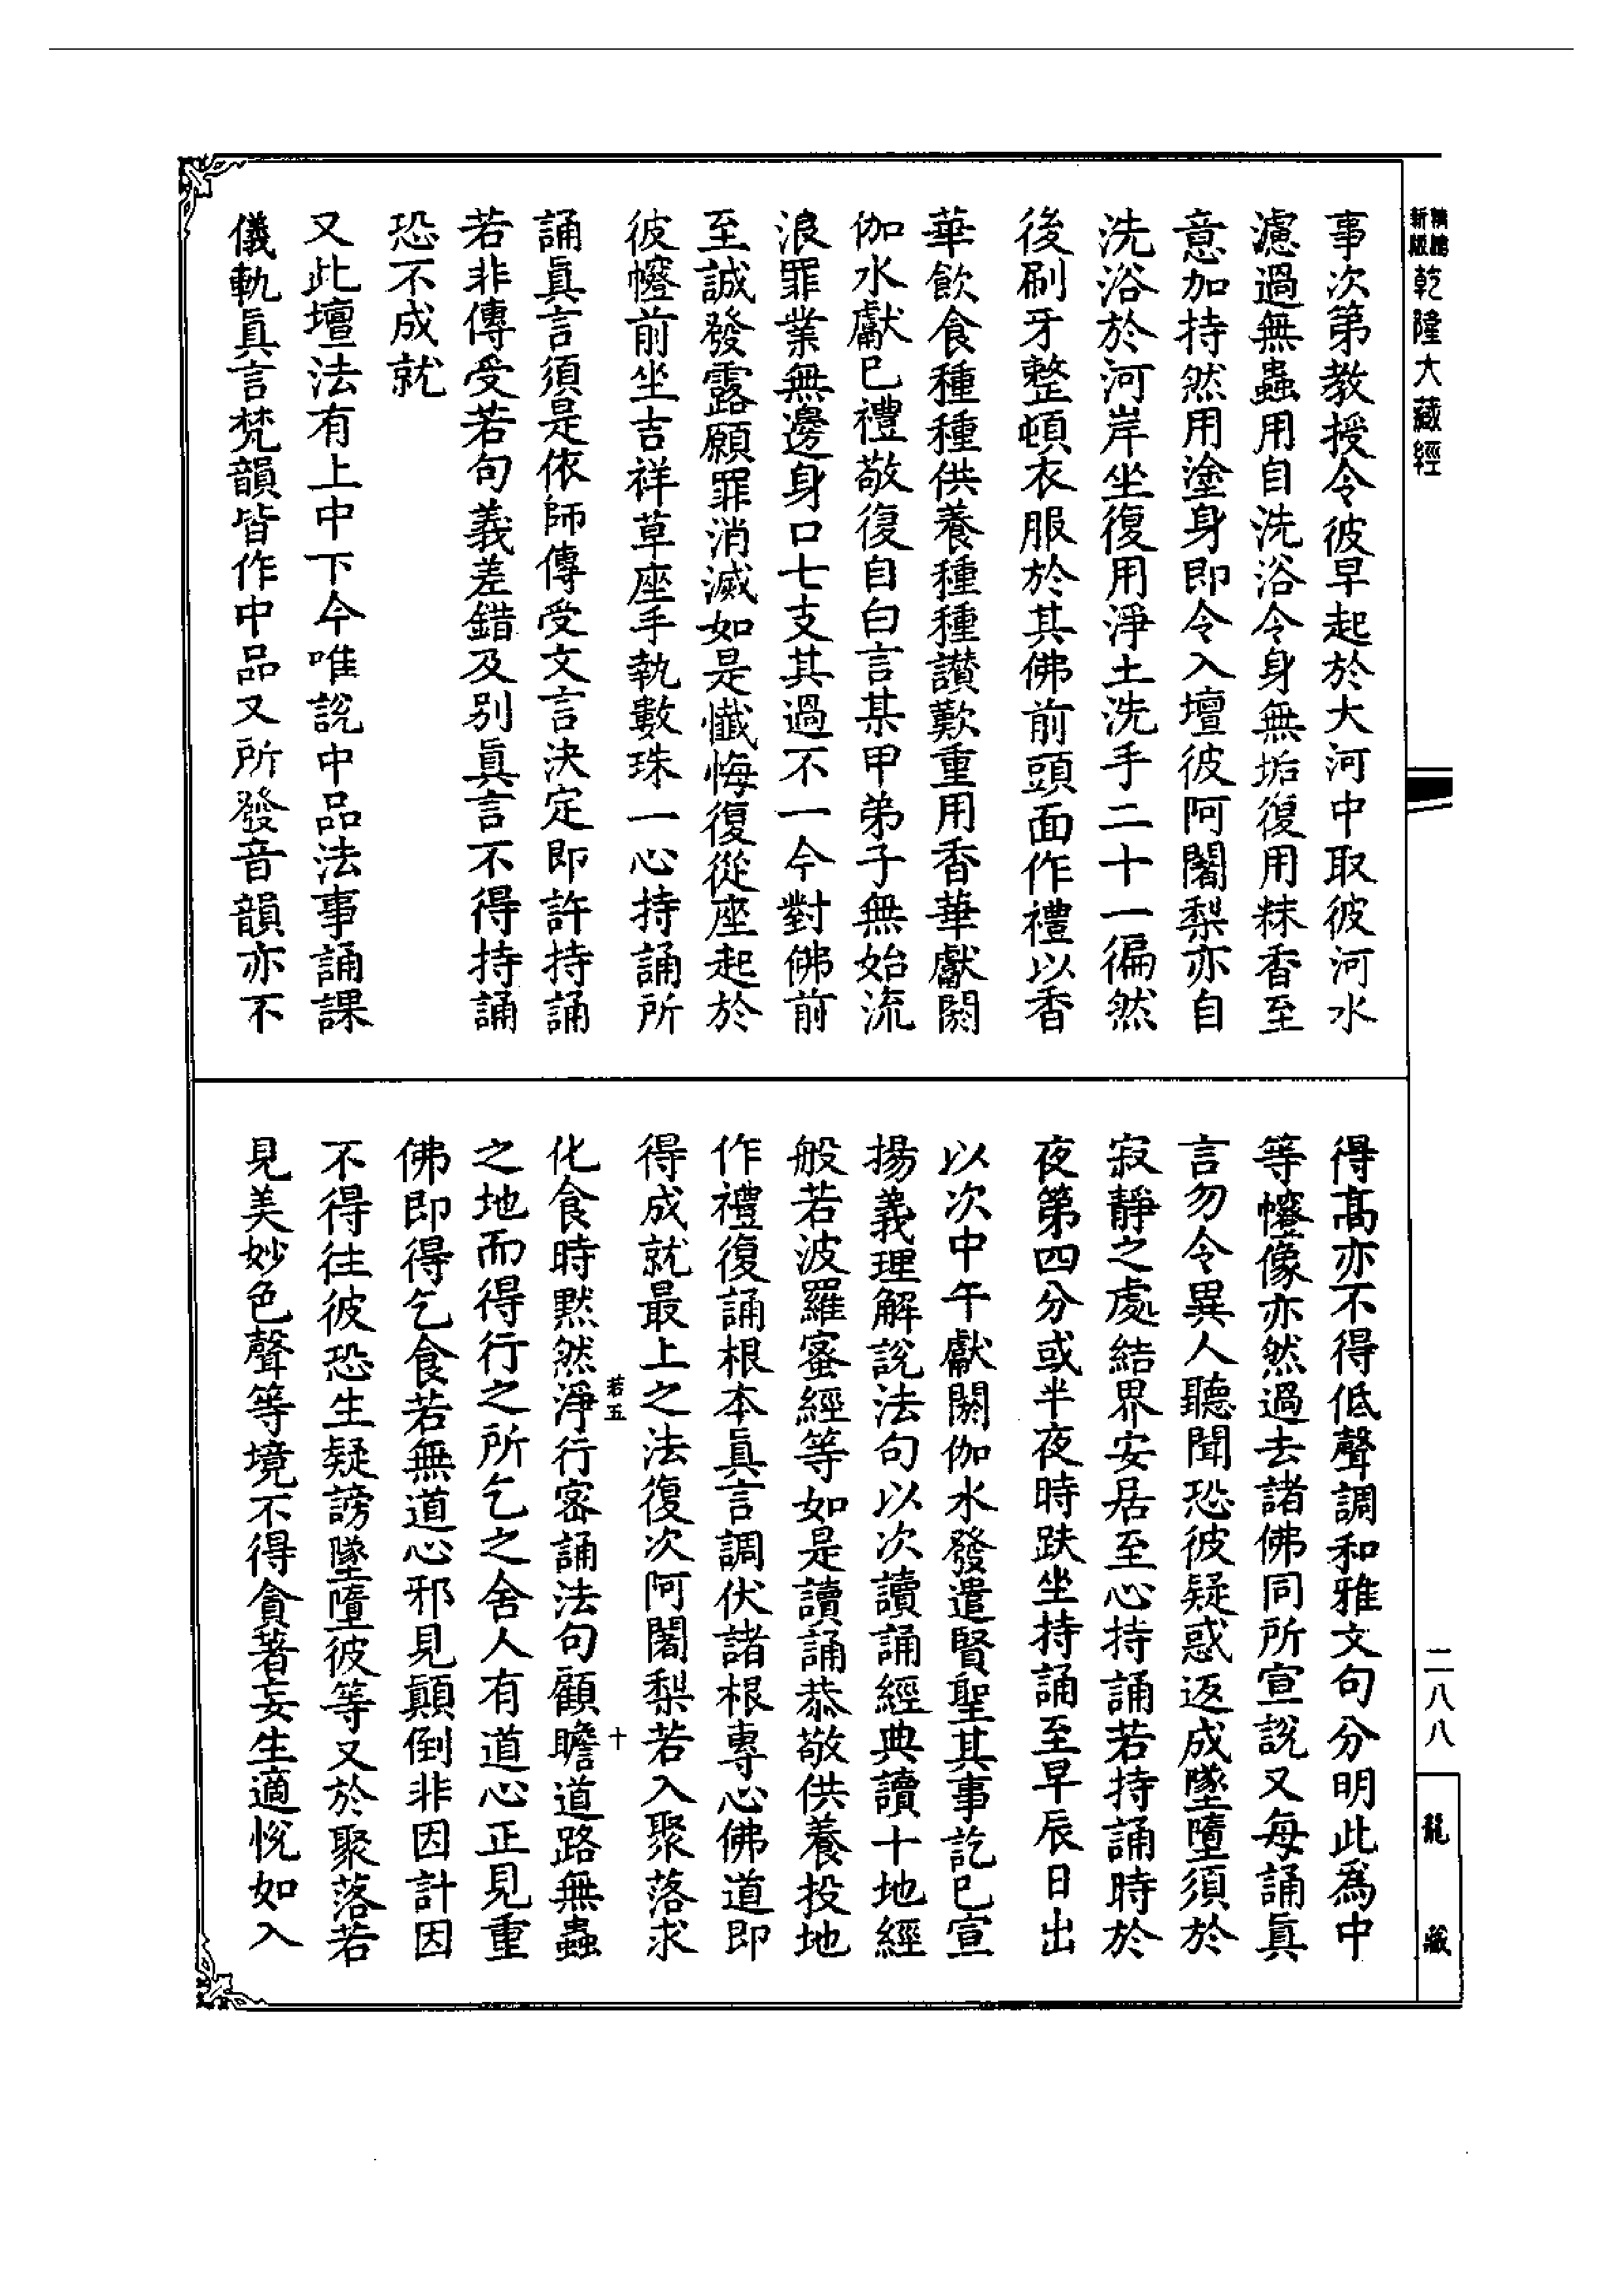 新版
精縮
乾隆大藏經
事次第教授令彼早起於大河中取彼河水
濾過無蟲用自洗浴令身無垢復用粖香至
意加持然用塗身即令入壇彼阿闍梨亦自
洗浴於河岸坐復用淨土洗手二十一徧然
後刷牙整頓衣服於其佛前頭面作禮以香
華飲食種種供養種種讃歎重用香華獻閼
伽水獻已禮敬復自白言某甲弟子無始流
浪罪業無邊身口七支其過不一今對佛前
至誠發露願罪消滅如是懺悔復從座起於
彼㡧前坐吉祥草座手執數珠一心持誦所
誦眞言須是依師傳受文言決定即許持誦
若非傳受若句義差錯及别眞言不得持誦
恐不成就
又此壇法有上中下今唯説中品法事誦課
儀軌眞言梵韻皆作中品又所發音韻亦不
得髙亦不得低聲調和雅文句分明此爲中
等㡧像亦然過去諸佛同所宣説又每誦眞
言勿令異人聽聞恐彼疑惑返成墜墮須於
寂靜之處結界安居至心持誦若持誦時於
夜第四分或半夜時趺坐持誦至早辰日出
以次中午獻閼伽水發遣賢聖其事訖已宣
揚義理解説法句以次讀誦經典讀十地經
般若波羅蜜經等如是讀誦恭敬供養投地
作禮復誦根本眞言調伏諸根專心佛道即
得成就最上之法復次阿闍梨若入聚落求
若五
十
化食時黙然淨行密誦法句顧瞻道路無蟲
之地而得行之所乞之舍人有道心正見重
佛即得乞食若無道心邪見顚倒非因計因
不得往彼恐生疑謗墜墮彼等又於聚落若
見美妙色聲等境不得貪著妄生適悅如入
二八八
龍藏